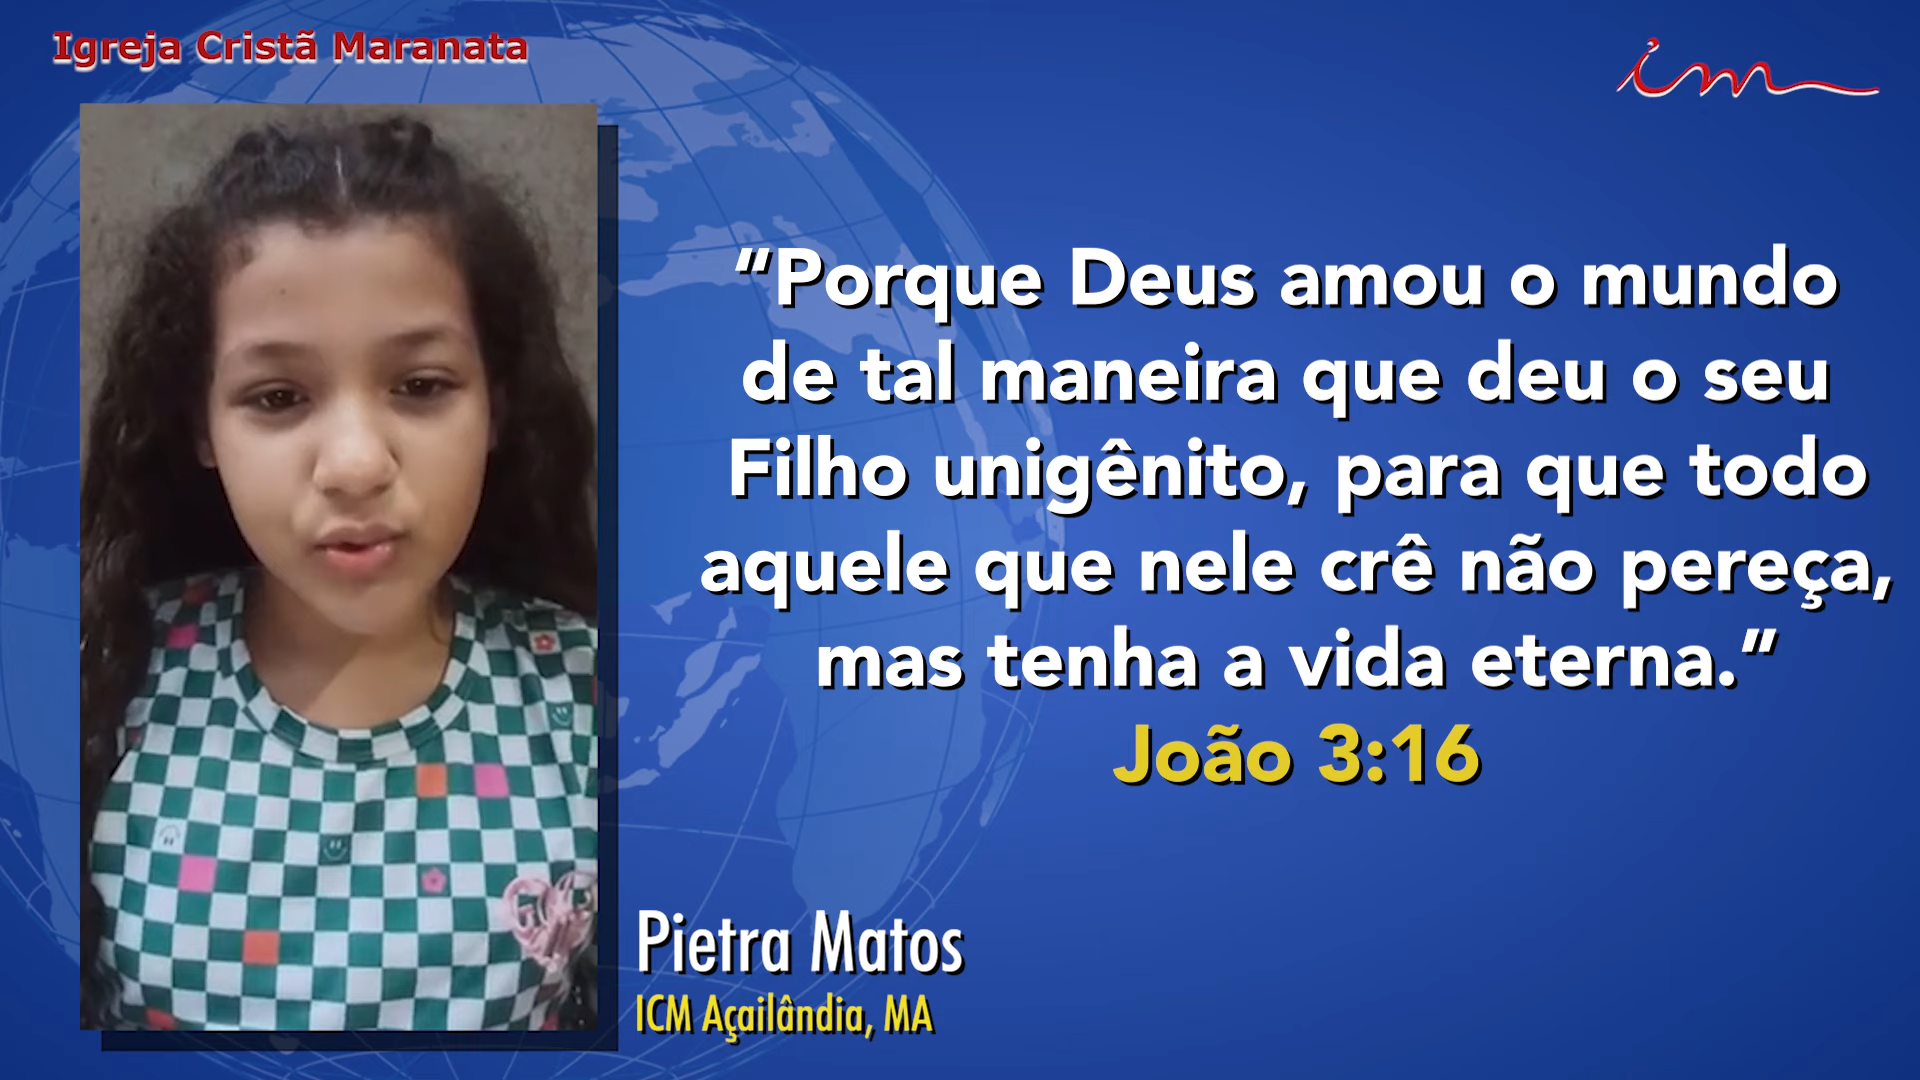 Igreja Cristã Maranata
im
“Porque Deus amou o mundo
de tal maneira que deu o seu
Filho unigênito, para que todo
aquele que nele crê não pereça,
mas tenha a vida eterna.”
João 3:16
Pietra Matos
ICM Açailândia, MA